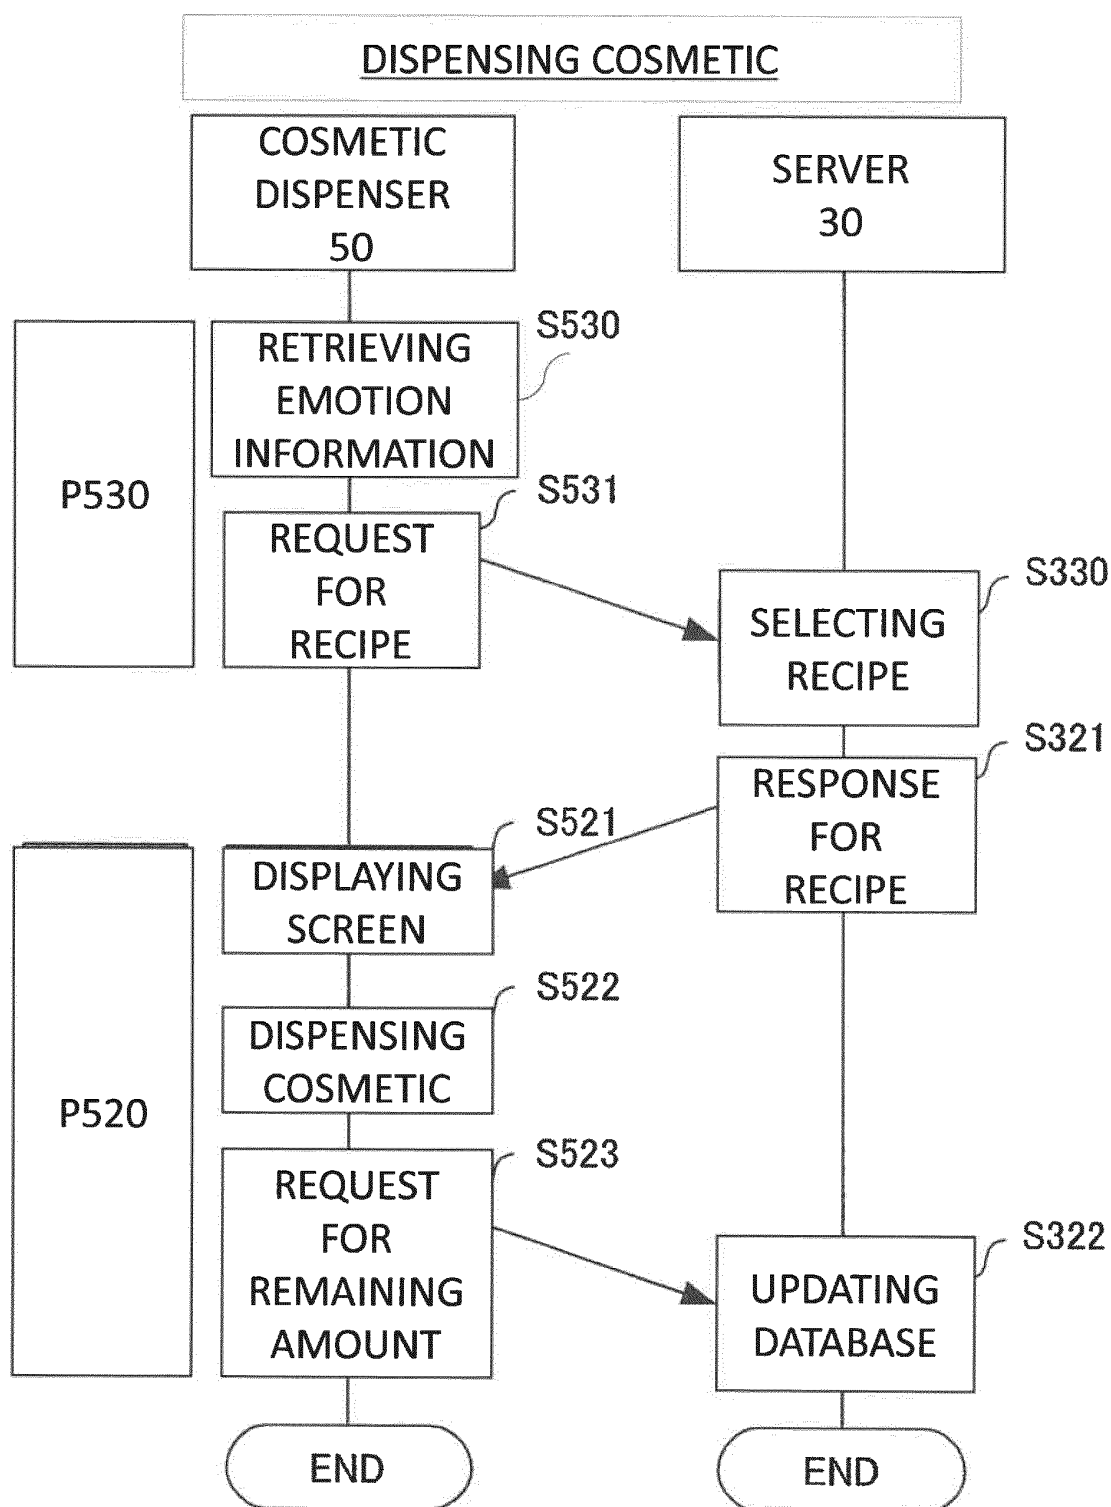 DISPENSING COSMETIC
COSMETIC
DISPENSER
50
SERVER
30
P530
RETRIEVING
EMOTION
INFORMATION
S530
REQUEST
FOR
RECIPE
S531
SELECTING
RECIPE
S330
RESPONSE
FOR
RECIPE
S321
P520
DISPLAYING
SCREEN
S521
DISPENSING
COSMETIC
S522
REQUEST
FOR
REMAINING
AMOUNT
S523
UPDATING
DATABASE
S322
END
END